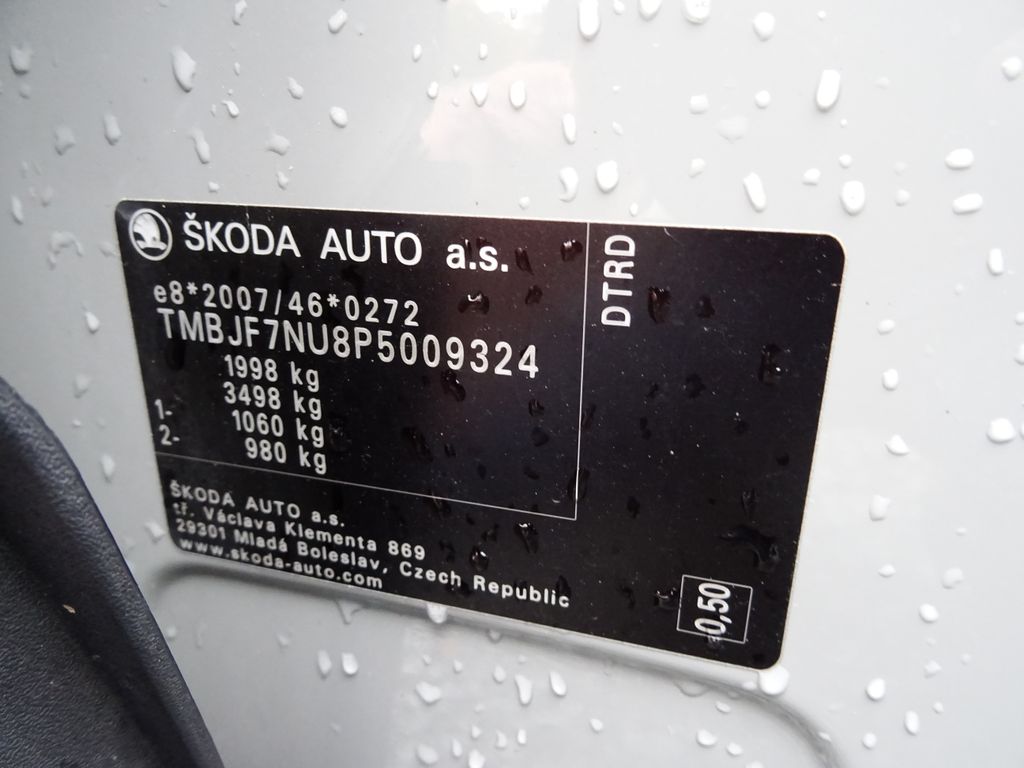 ŠKODA AUTO a.s.
e8*2007/46*0272
TMBJF7NU8P5009324
1998 kg
3498 kg
1- 1060 kg
2- 980 kg
ŠKODA AUTO a.s.
tř. Václava Klementa 869
29301 Mladá Boleslav, Czech Republic
www.skoda-auto.com
DTRD
0,50